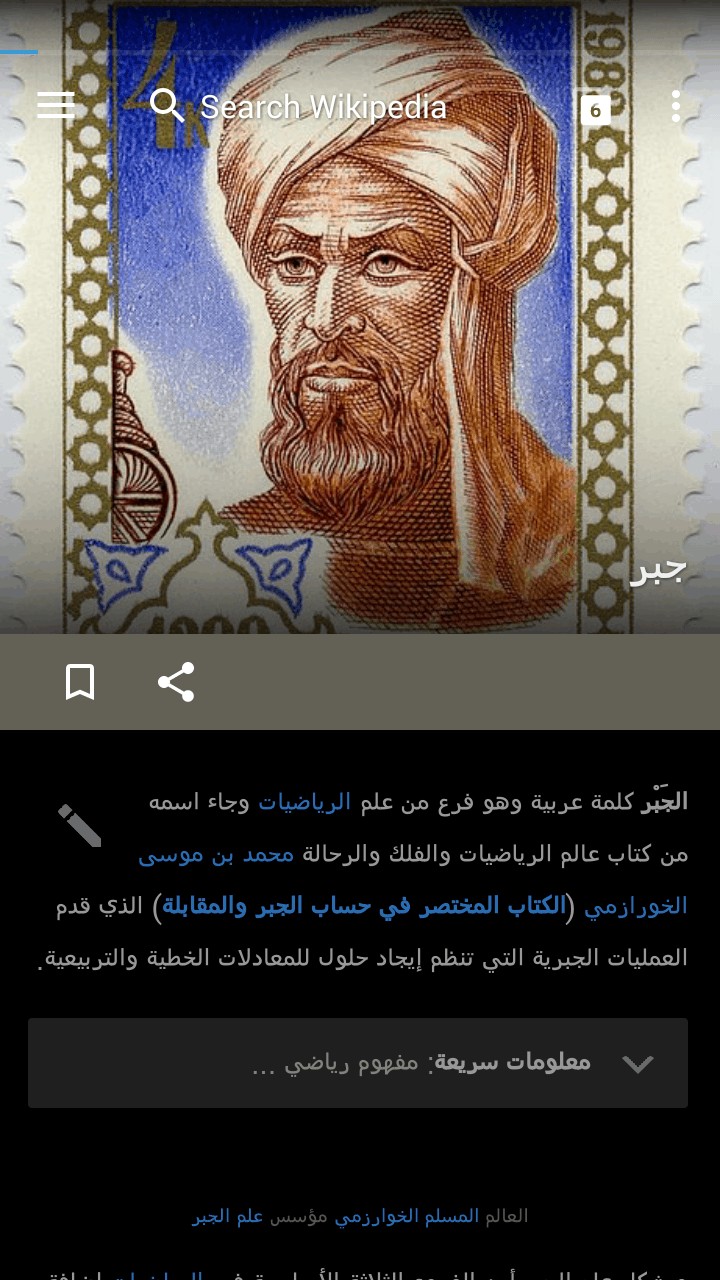 4к
Search Wikipedia
6
جبر
الجَبْر كلمة عربية وهو فرع من علم الرياضيات وجاء اسمه
من كتاب عالم الرياضيات والفلك والرحالة محمد بن موسى
الخورازمي (الكتاب المختصر في حساب الجبر والمقابلة) الذي قدم
العمليات الجبرية التي تنظم إيجاد حلول للمعادلات الخطية والتربيعية.
معلومات سريعة: مفهوم رياضي ...
العالم المسلم الخوارزمي مؤسس علم الجبر